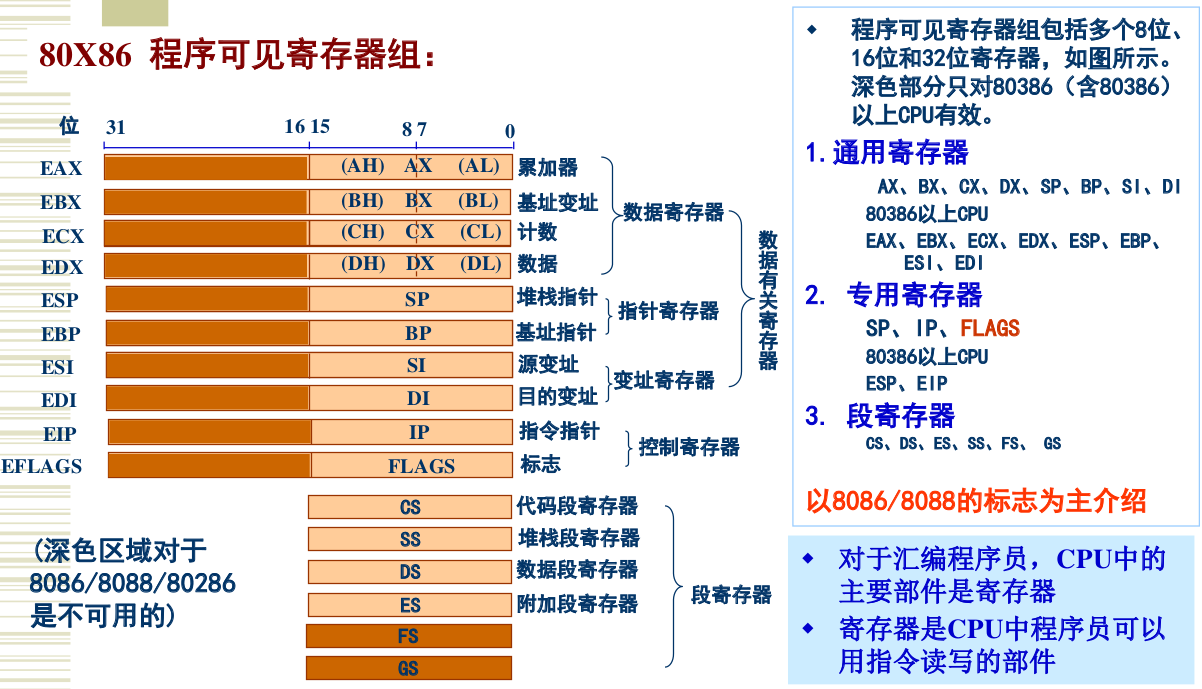 80X86 程序可见寄存器组：
位 31 16 15 8 7 0
EAX (AH) AX (AL) 累加器
EBX (BH) BX (BL) 基址变址
ECX (CH) CX (CL) 计数
EDX (DH) DX (DL) 数据
ESP SP 堆栈指针
EBP BP 基址指针
ESI SI 源变址
EDI DI 目的变址
EIP IP 指令指针
EFLAGS FLAGS 标志
数据寄存器
指针寄存器
变址寄存器
控制寄存器
数据有关寄存器
CS 代码段寄存器
SS 堆栈段寄存器
DS 数据段寄存器
ES 附加段寄存器
FS
GS
段寄存器
(深色区域对于
8086/8088/80286
是不可用的)
◆ 程序可见寄存器组包括多个8位、
16位和32位寄存器，如图所示。
深色部分只对80386（含80386）
以上CPU有效。
1.通用寄存器
AX、BX、CX、DX、SP、BP、SI、DI
80386以上CPU
EAX、EBX、ECX、EDX、ESP、EBP、
ESI、EDI
2. 专用寄存器
SP、IP、FLAGS
80386以上CPU
ESP、EIP
3. 段寄存器
CS、DS、ES、SS、FS、 GS
以8086/8088的标志为主介绍
◆ 对于汇编程序员，CPU中的
主要部件是寄存器
◆ 寄存器是CPU中程序员可以
用指令读写的部件